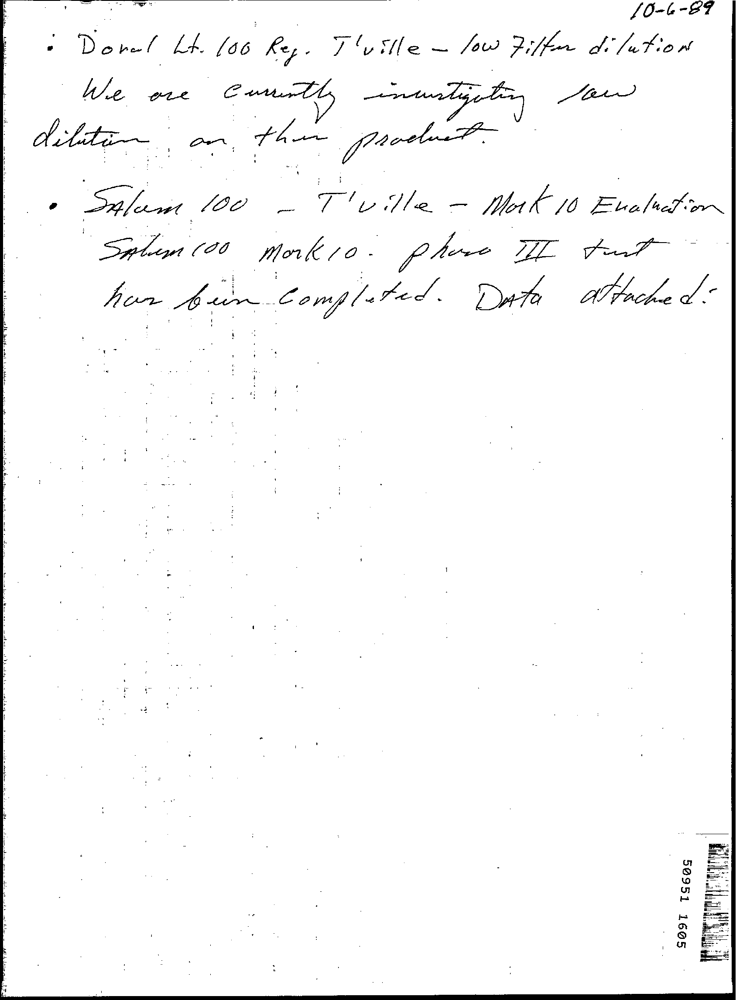 10-6-89
• Doral Lt. 100 Reg. T'ville - low Filter dilution
We are currently investigating low
dilution on this product.
• SAlem 100 - T'ville - Mark 10 Evaluation
SAlem 100 Mark 10. phase III test
has been completed. DAta attached:
50951 1605